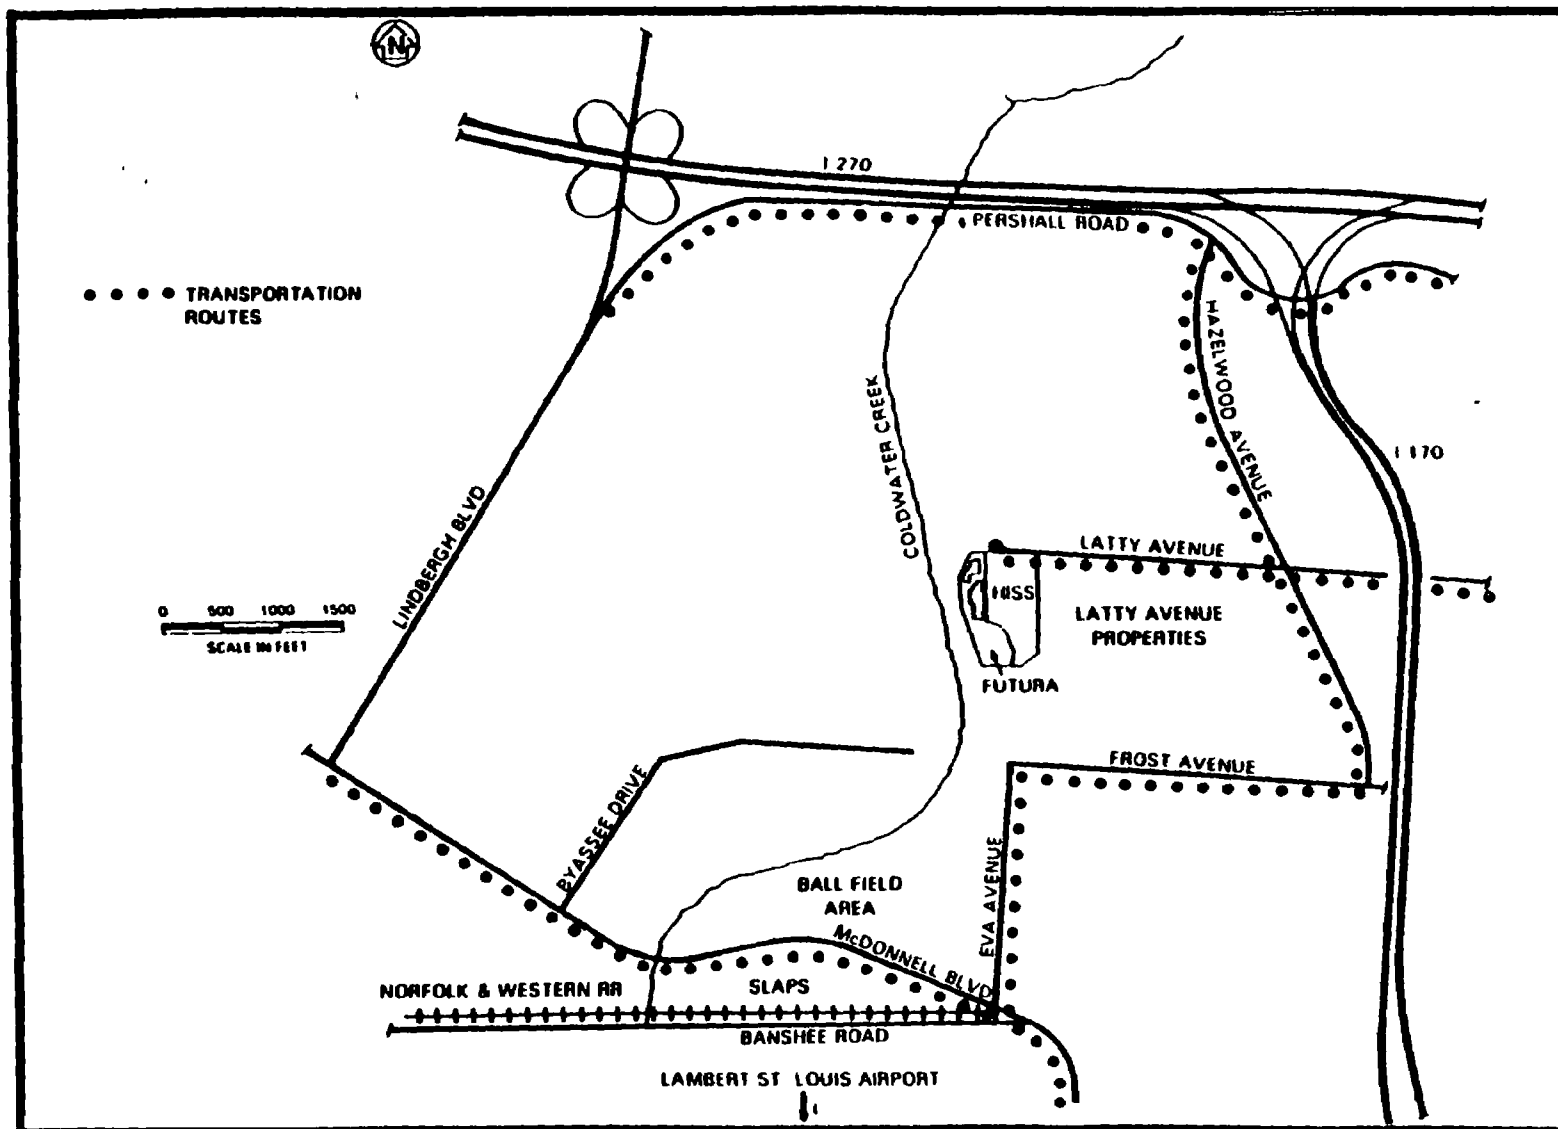 N
I 270
PERSHALL ROAD
TRANSPORTATION
ROUTES
HAZELWOOD AVENUE
COLDWATER CREEK
I 170
LINDBERGH BLVD
LATTY AVENUE
HISS
0 500 1000 1500
SCALE IN FEET
LATTY AVENUE
PROPERTIES
FUTURA
FROST AVENUE
BYASSEE DRIVE
BALL FIELD
AREA
EVA AVENUE
McDONNELL BLVD
NORFOLK & WESTERN RR
SLAPS
BANSHEE ROAD
LAMBERT ST LOUIS AIRPORT